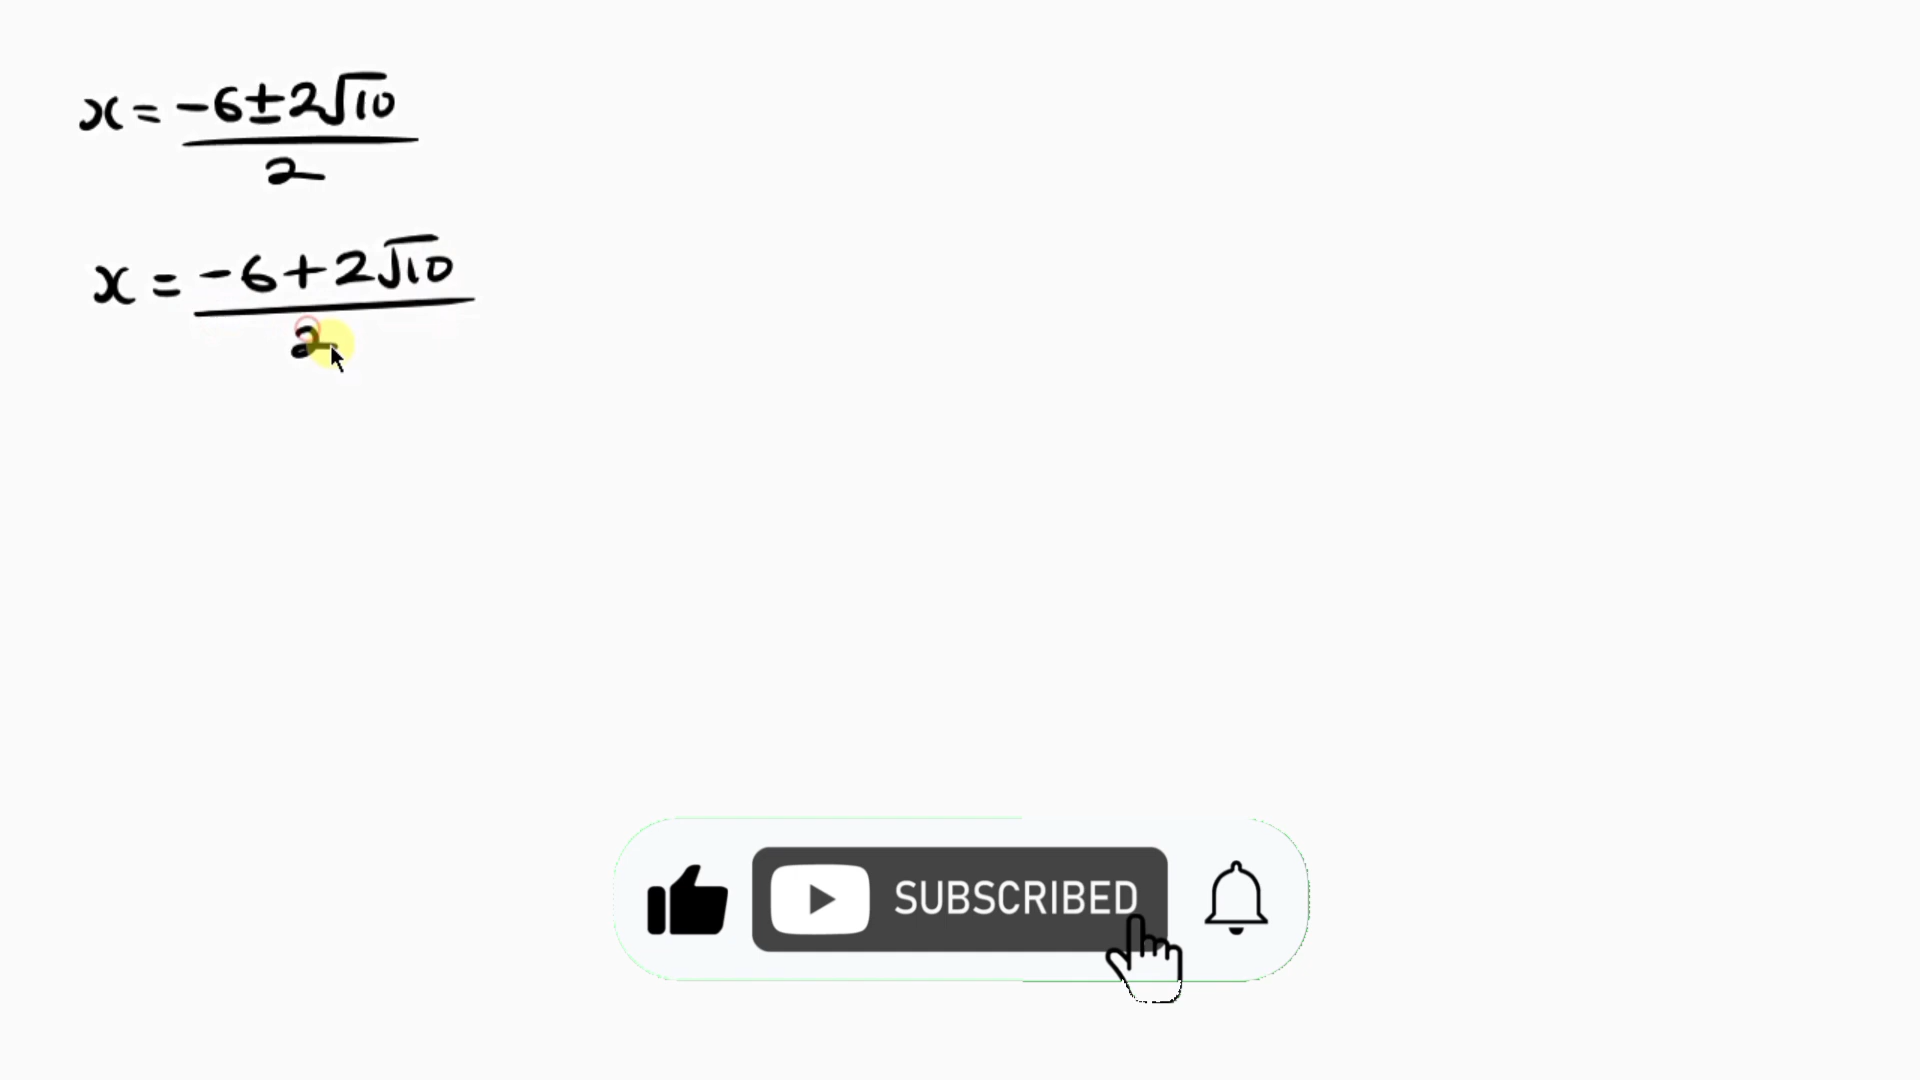 x = -6 ± 2√10 / 2
x = -6 + 2√10 / 2
SUBSCRIBED